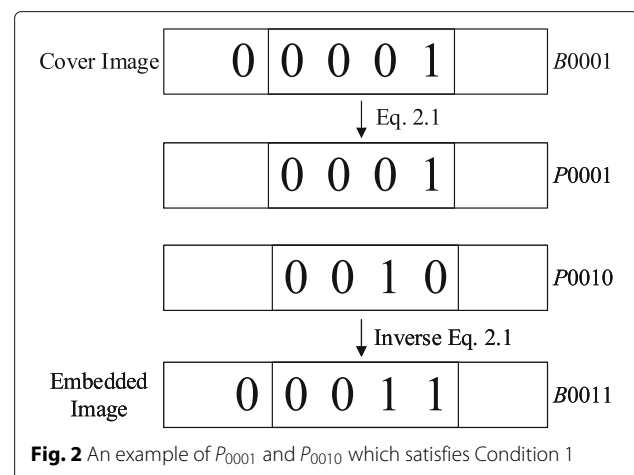 Cover Image 0 0 0 0 1 B0001
Eq. 2.1
0 0 0 1 P0001
0 0 1 0 P0010
Inverse Eq. 2.1
Embedded
Image 0 0 0 1 1 B0011
Fig. 2 An example of P0001 and P0010 which satisfies Condition 1